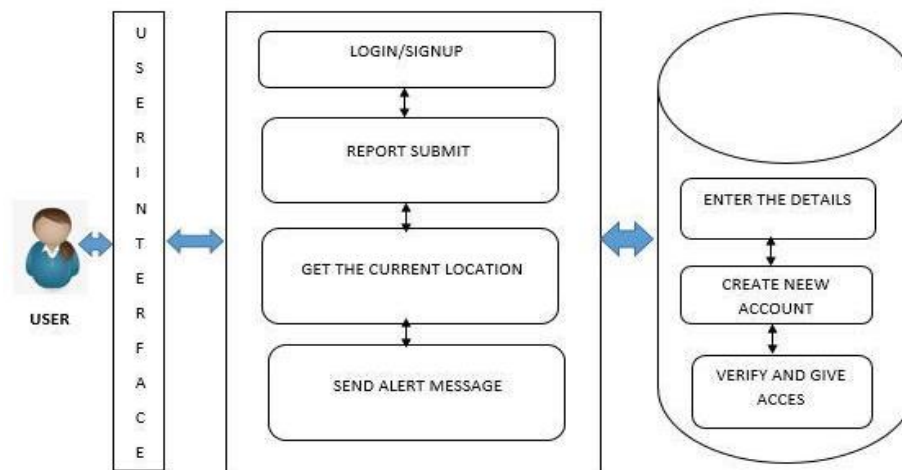 USER
U
S
E
R
I
N
T
E
R
F
A
C
E
LOGIN/SIGNUP
REPORT SUBMIT
GET THE CURRENT LOCATION
SEND ALERT MESSAGE
ENTER THE DETAILS
CREATE NEEW
ACCOUNT
VERIFY AND GIVE
ACCES